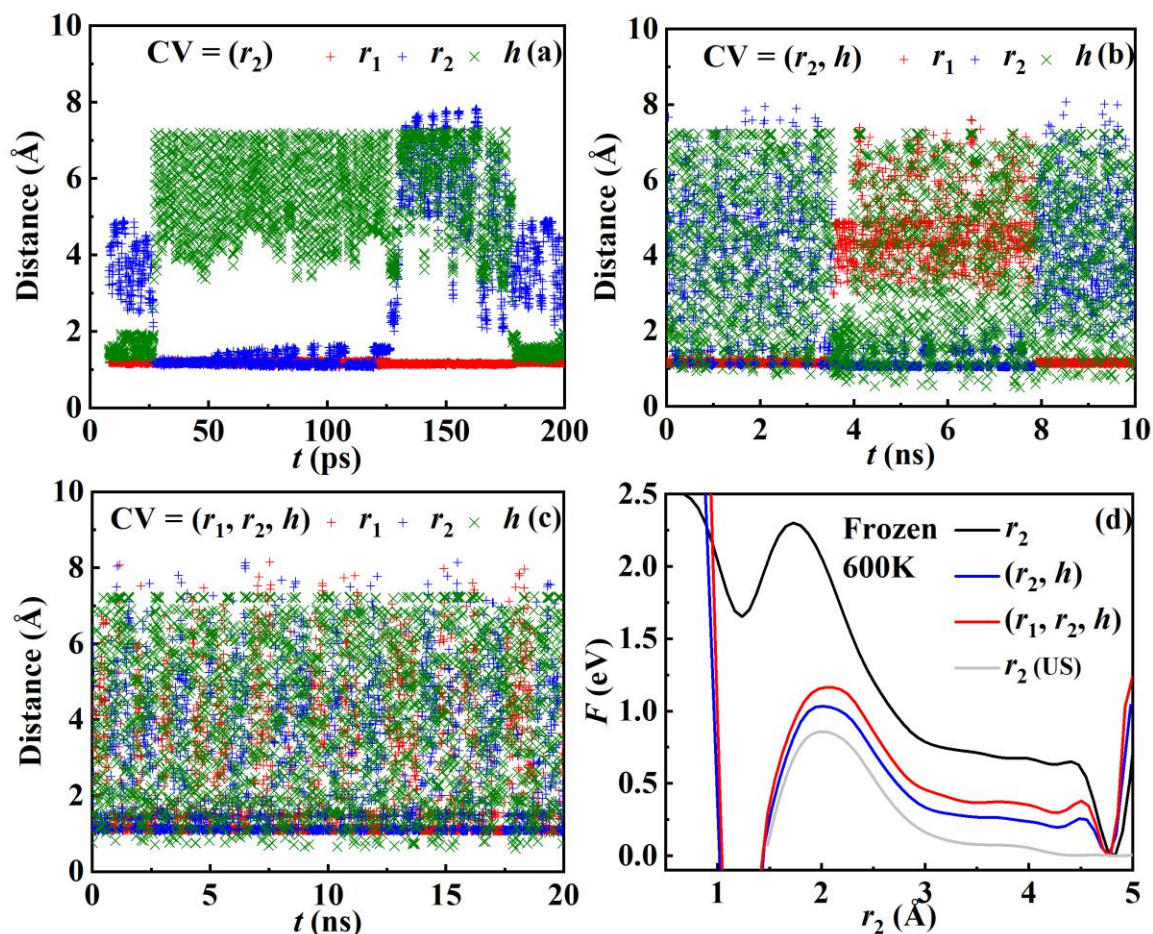 CV = (r₂) + r₁ + r₂ × h (a)
10
8
6
4
2
0
Distance (Å)
0 50 100 150 200
t (ps)
CV = (r₂, h) + r₁ + r₂ × h (b)
10
8
6
4
2
0
Distance (Å)
0 2 4 6 8 10
t (ns)
CV = (r₁, r₂, h) + r₁ + r₂ × h (c)
10
8
6
4
2
0
Distance (Å)
0 5 10 15 20
t (ns)
(d)
Frozen
600K
r₂
(r₂, h)
(r₁, r₂, h)
r₂ (US)
2.5
2.0
1.5
1.0
0.5
0.0
F (eV)
1 2 3 4 5
r₂ (Å)